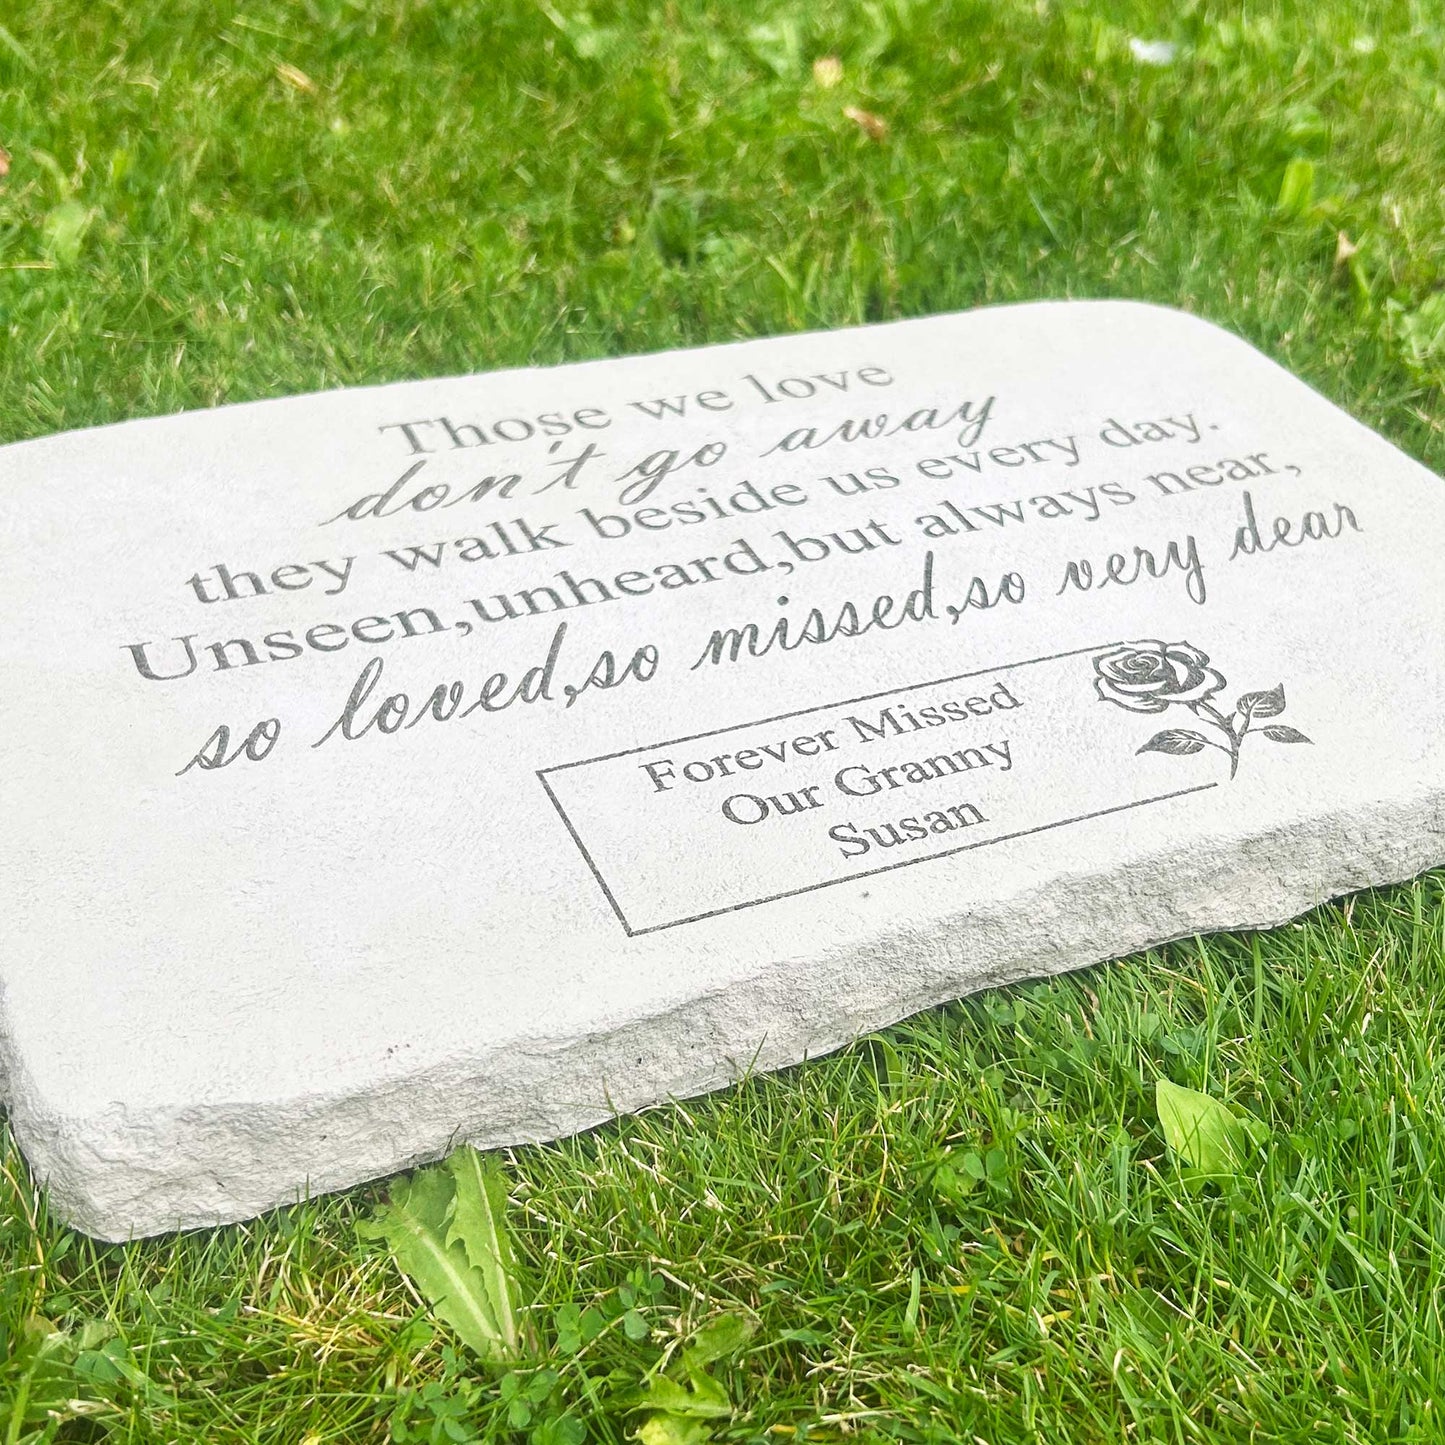 Those we love
don't go away
they walk beside us every day.
Unseen,unheard,but always near,
so loved,so missed,so very dear
Forever Missed
Our Granny
Susan